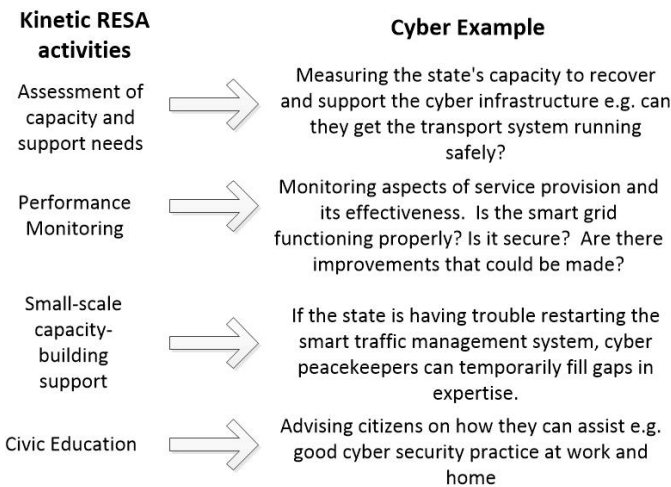 Kinetic RESA
activities
Cyber Example
Assessment of
capacity and
support needs
Measuring the state's capacity to recover
and support the cyber infrastructure e.g. can
they get the transport system running
safely?
Performance
Monitoring
Monitoring aspects of service provision and
its effectiveness. Is the smart grid
functioning properly? Is it secure? Are there
improvements that could be made?
Small-scale
capacity-
building
support
If the state is having trouble restarting the
smart traffic management system, cyber
peacekeepers can temporarily fill gaps in
expertise.
Civic Education
Advising citizens on how they can assist e.g.
good cyber security practice at work and
home